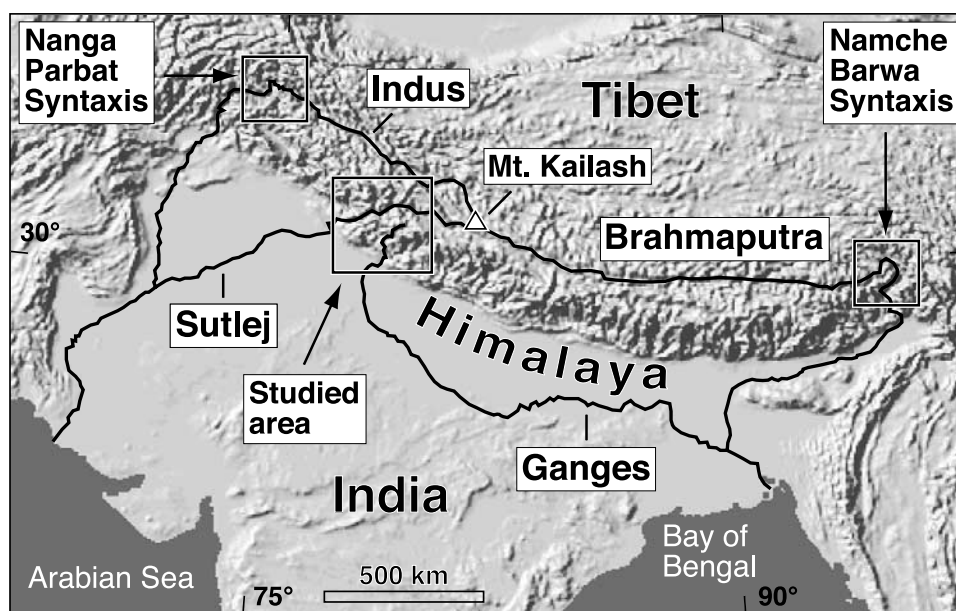 Nanga
Parbat
Syntaxis
Indus
Tibet
Namche
Barwa
Syntaxis
Mt. Kailash
30°
Brahmaputra
Sutlej
Himalaya
Studied
area
Ganges
India
Bay of
Bengal
Arabian Sea
500 km
75°
90°